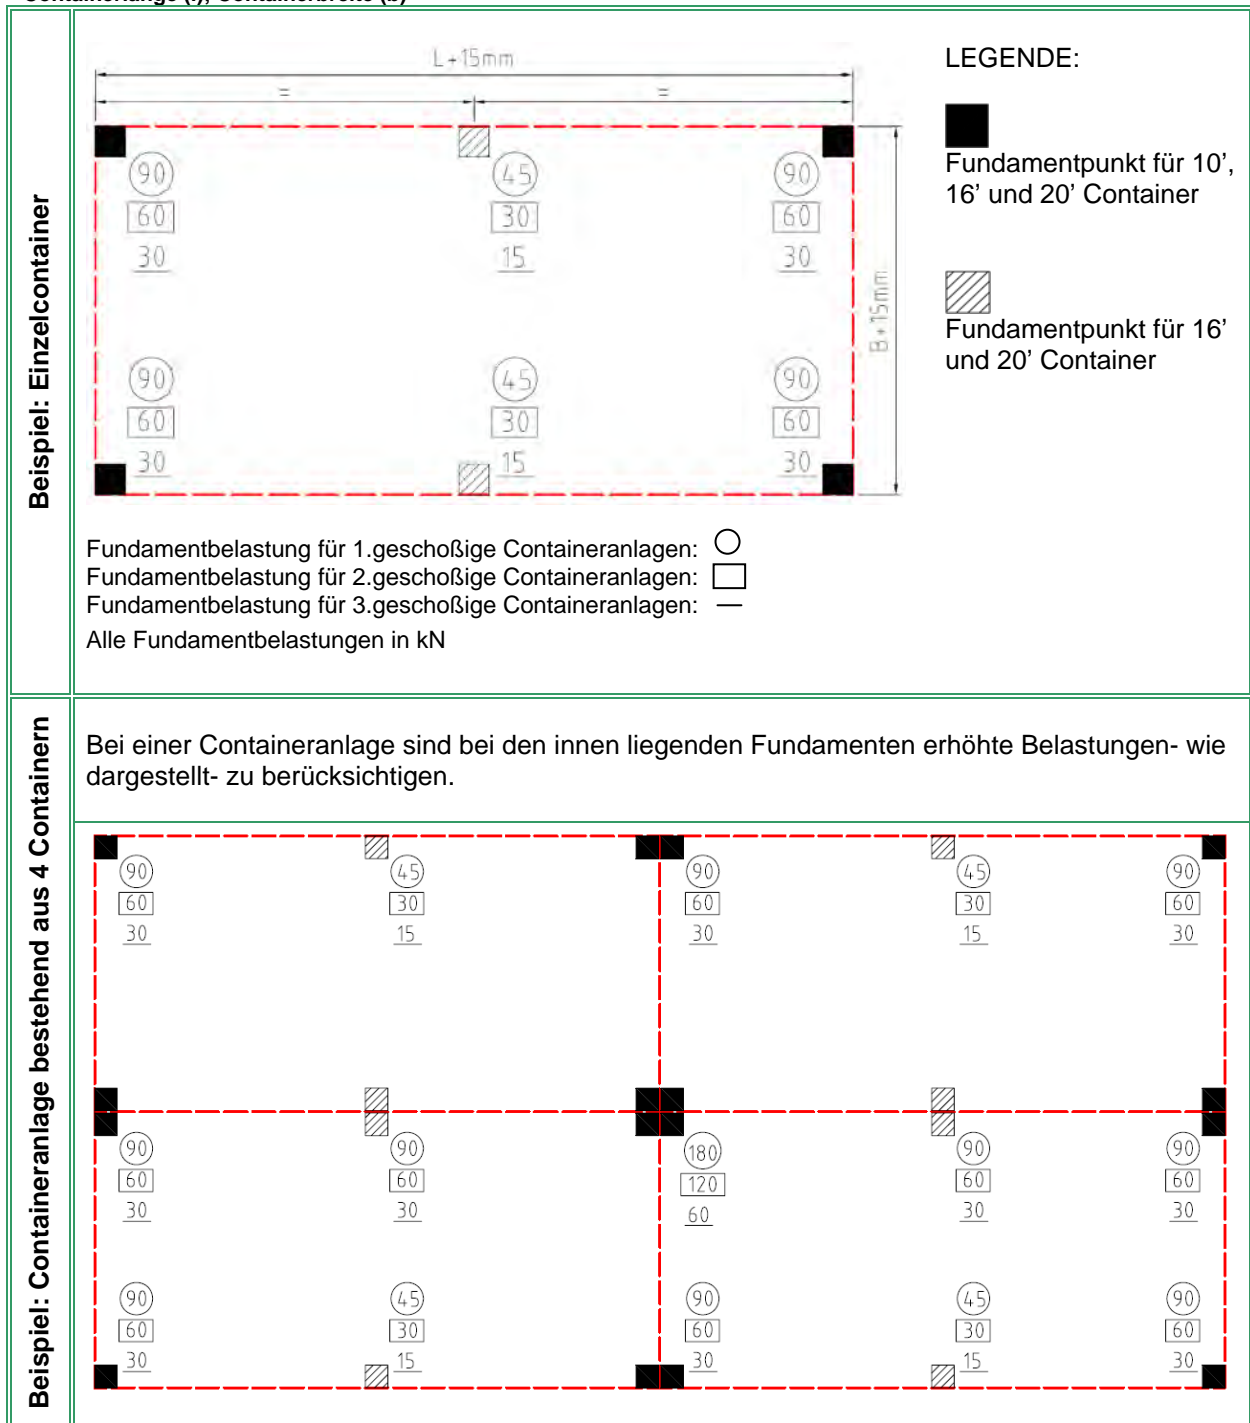 Containerlänge (l), Containerbreite (b)
Beispiel: Einzelcontainer
L+15mm
= =
90 45 90
60 30 60
30 15 30
B+15mm
90 45 90
60 30 60
30 15 30
LEGENDE:
Fundamentpunkt für 10’,
16’ und 20’ Container
Fundamentpunkt für 16’
und 20’ Container
Fundamentbelastung für 1.geschoßige Containeranlagen:
Fundamentbelastung für 2.geschoßige Containeranlagen:
Fundamentbelastung für 3.geschoßige Containeranlagen:
Alle Fundamentbelastungen in kN
Beispiel: Containeranlage bestehend aus 4 Containern
Bei einer Containeranlage sind bei den innen liegenden Fundamenten erhöhte Belastungen- wie
dargestellt- zu berücksichtigen.
90 45 90 45 90
60 30 60 30 60
30 15 30 15 30
90 90 180 90 90
60 60 120 60 60
30 30 60 30 30
90 45 90 45 90
60 30 60 30 60
30 15 30 15 30